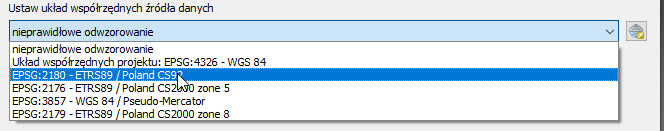 Ustaw układ współrzędnych źródła danych
nieprawidłowe odwzorowanie
nieprawidłowe odwzorowanie
Układ współrzędnych projektu: EPSG:4326 - WGS 84
EPSG:2180 - ETRS89 / Poland CS92
EPSG:2176 - ETRS89 / Poland CS2000 zone 5
EPSG:3857 - WGS 84 / Pseudo-Mercator
EPSG:2179 - ETRS89 / Poland CS2000 zone 8